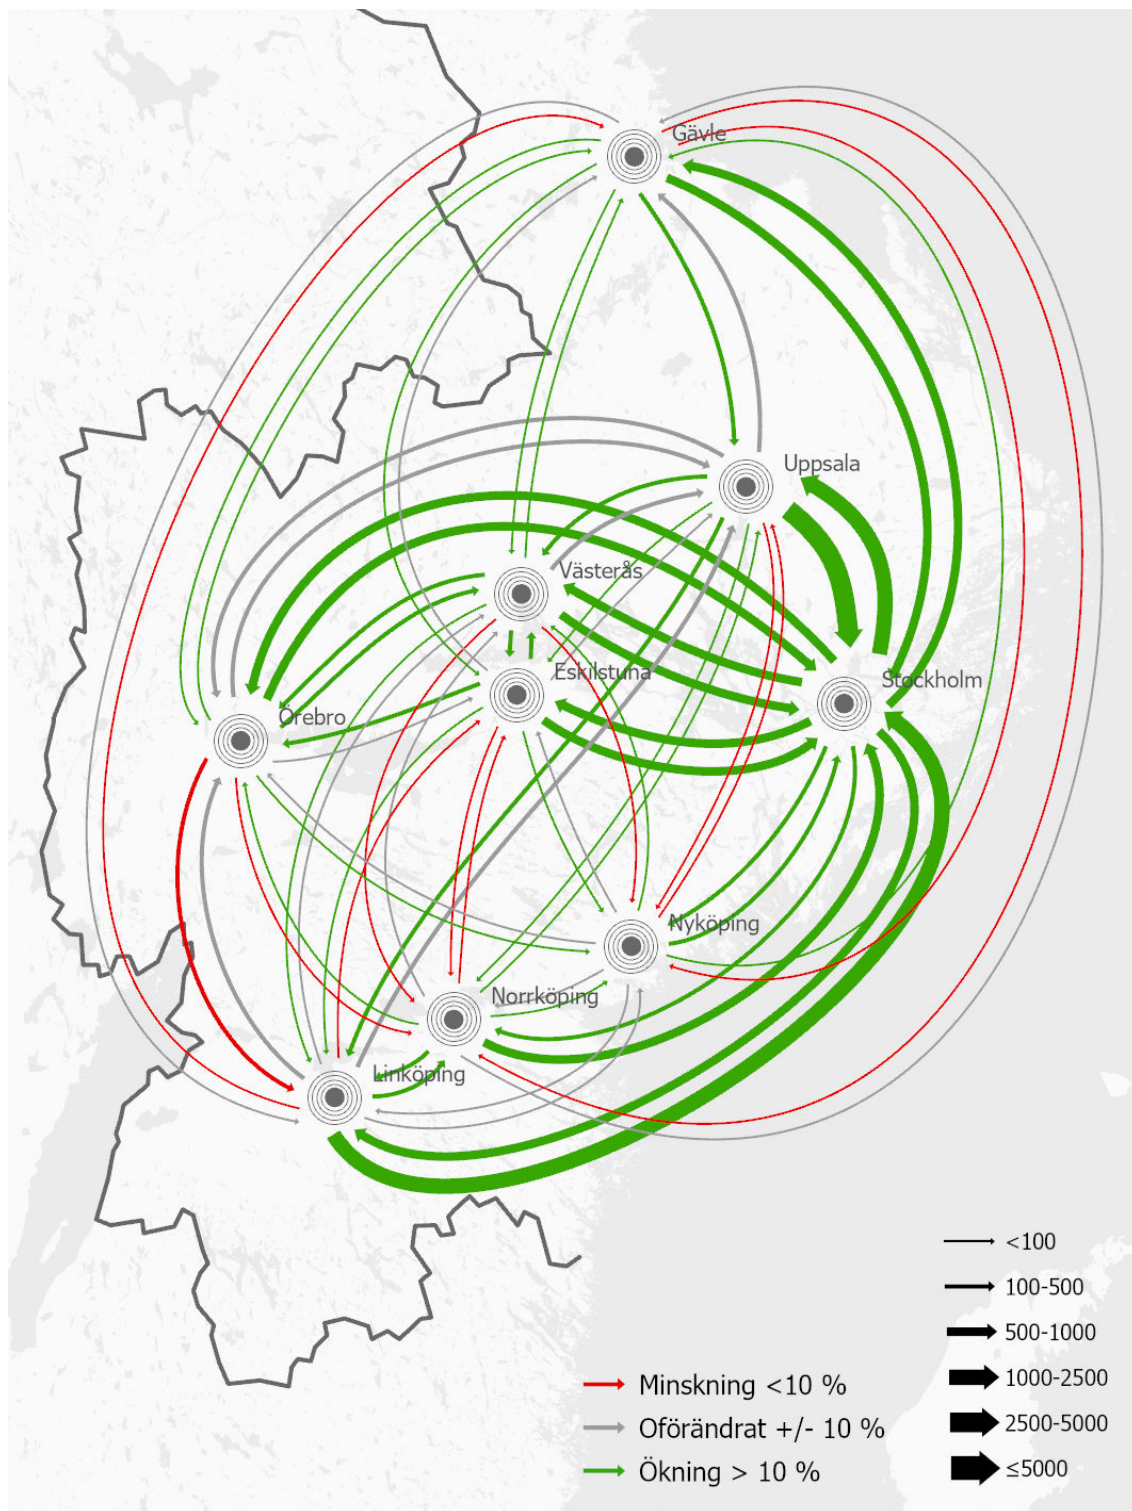 Gävle
Uppsala
Västerås
Eskilstuna
Stockholm
Örebro
Nyköping
Norrköping
Linköping
<100
100-500
500-1000
1000-2500
2500-5000
≤5000
Minskning <10 %
Oförändrat +/- 10 %
Ökning > 10 %